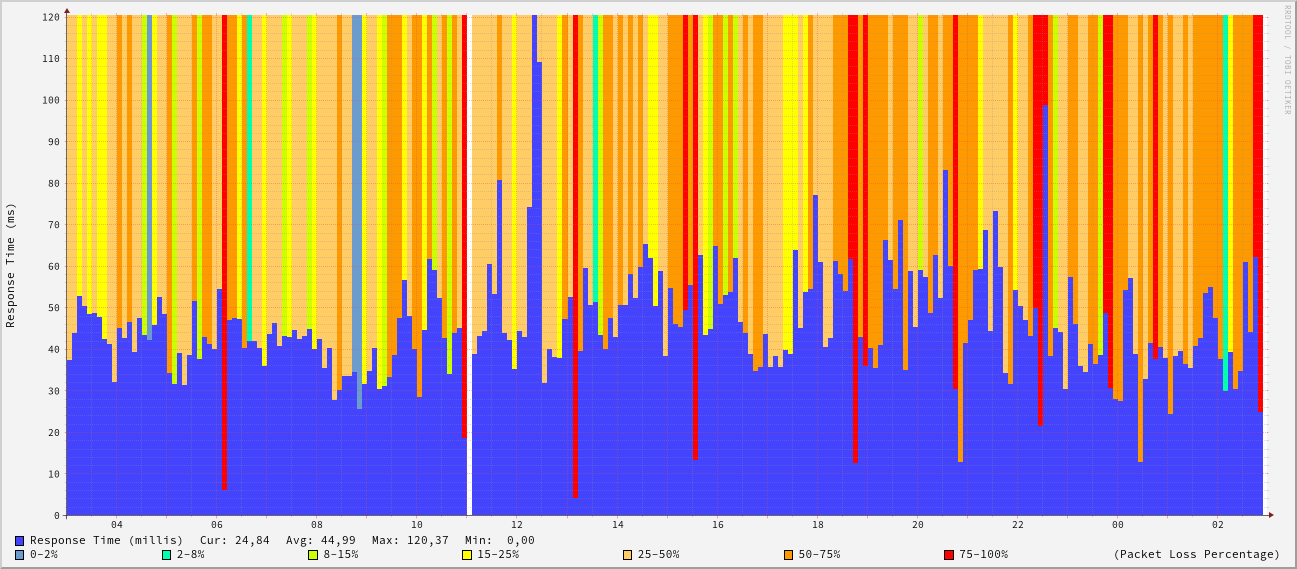 RRDTOOL / TOBI OETIKER
Response Time (ms)
120
110
100
90
80
70
60
50
40
30
20
10
0
04 06 08 10 12 14 16 18 20 22 00 02
Response Time (millis) Cur: 24,84 Avg: 44,99 Max: 120,37 Min: 0,00
0-2% 2-8% 8-15% 15-25% 25-50% 50-75% 75-100% (Packet Loss Percentage)